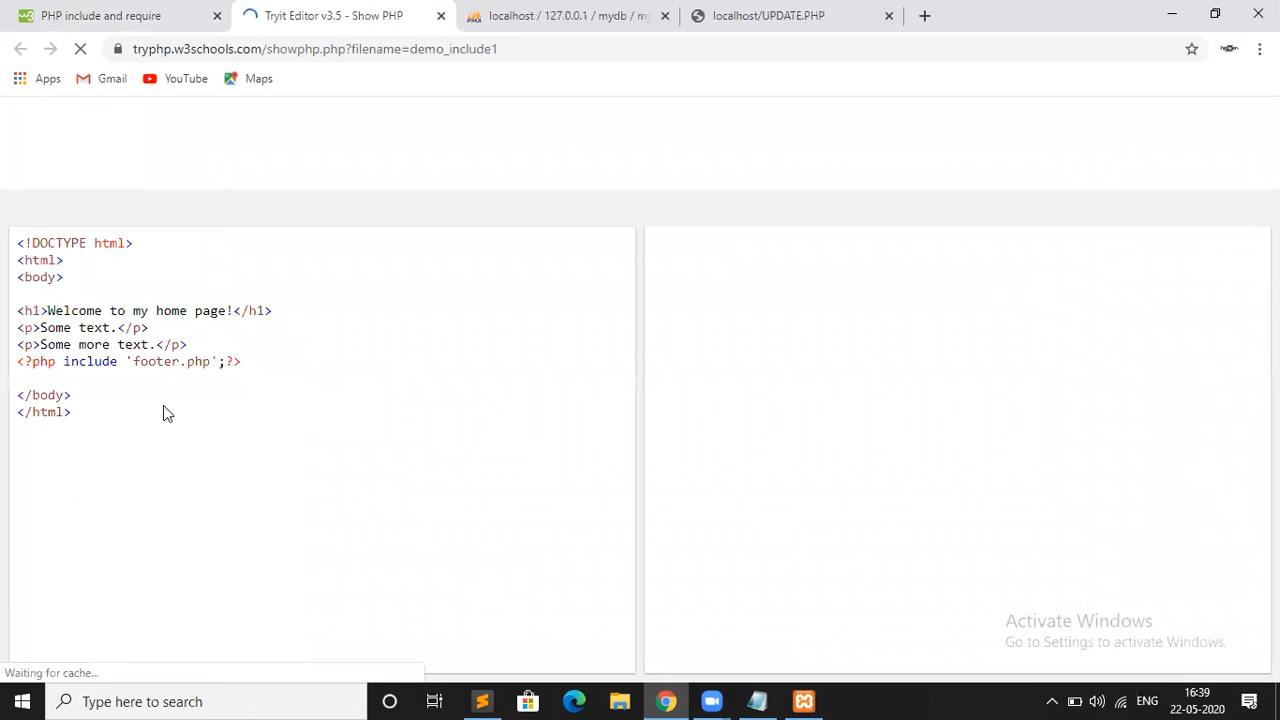 PHP include and require
Tryit Editor v3.5 - Show PHP
localhost / 127.0.0.1 / mydb / my
localhost/UPDATE.PHP
tryphp.w3schools.com/showphp.php?filename=demo_include1
Apps
Gmail
YouTube
Maps
<!DOCTYPE html>
<html>
<body>
<h1>Welcome to my home page!</h1>
<p>Some text.</p>
<p>Some more text.</p>
<?php include 'footer.php';?>
</body>
</html>
Activate Windows
Go to Settings to activate Windows.
Waiting for cache...
Type here to search
ENG
16:39
22-05-2020